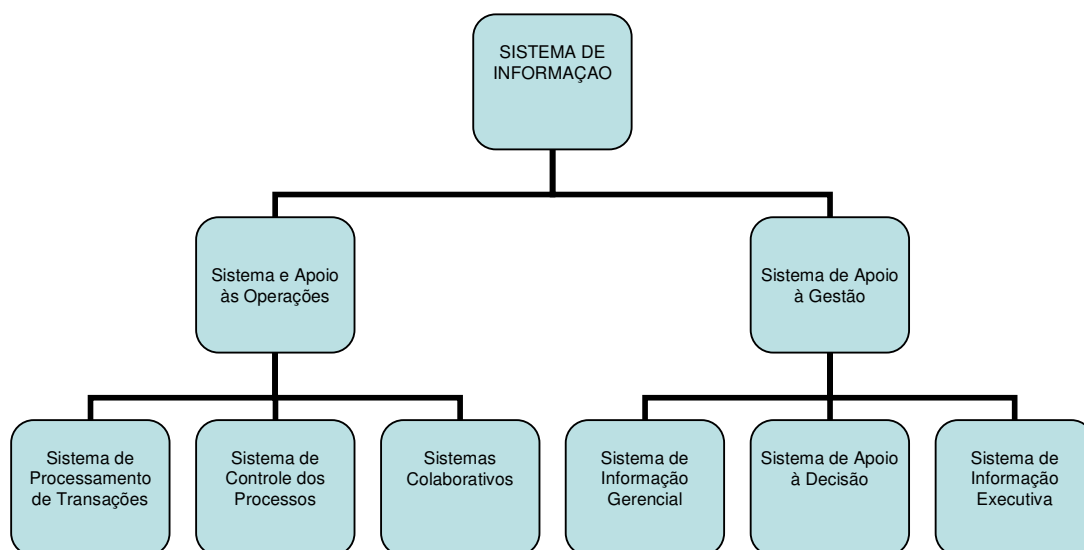 SISTEMA DE
INFORMAÇAO
Sistema e Apoio
às Operações
Sistema de Apoio
à Gestão
Sistema de
Processamento
de Transações
Sistema de
Controle dos
Processos
Sistemas
Colaborativos
Sistema de
Informação
Gerencial
Sistema de Apoio
à Decisão
Sistema de
Informação
Executiva